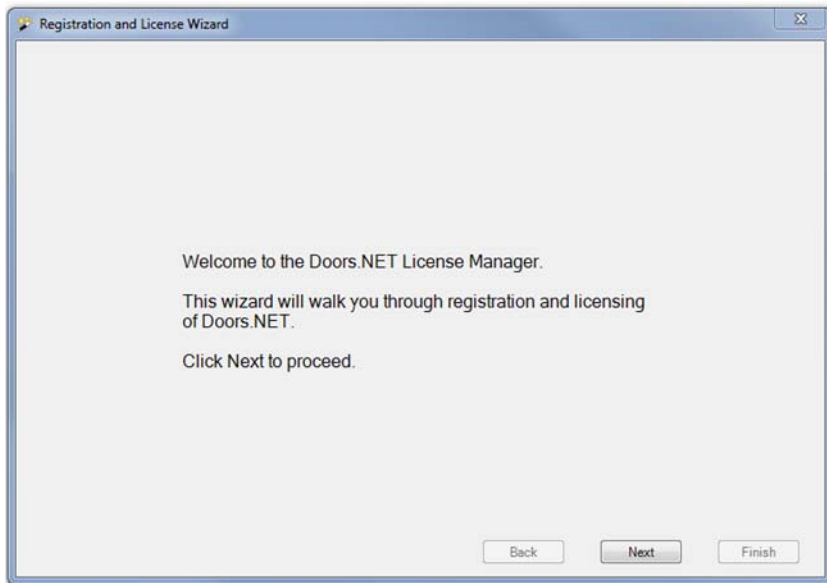 Registration and License Wizard
Welcome to the Doors.NET License Manager.
This wizard will walk you through registration and licensing
of Doors.NET.
Click Next to proceed.
Back Next Finish